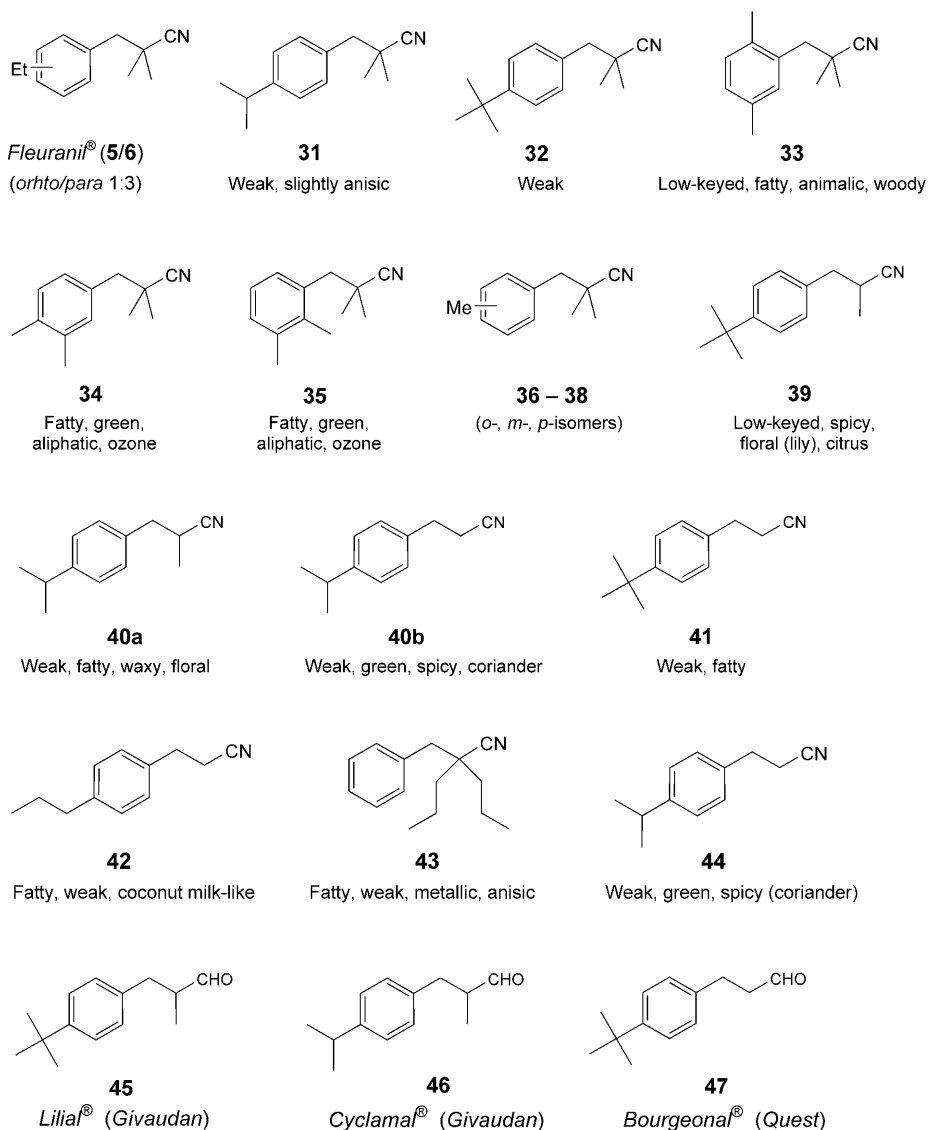 CN CN CN CN
Et
Fleuranil® (5/6) 31 32 33
(orhto/para 1:3) Weak, slightly anisic Weak Low-keyed, fatty, animalic, woody
CN CN CN CN
Me
34 35 36 – 38 39
Fatty, green, Fatty, green, (o-, m-, p-isomers) Low-keyed, spicy,
aliphatic, ozone aliphatic, ozone floral (lily), citrus
CN CN CN
40a 40b 41
Weak, fatty, waxy, floral Weak, green, spicy, coriander Weak, fatty
CN CN CN
42 43 44
Fatty, weak, coconut milk-like Fatty, weak, metallic, anisic Weak, green, spicy (coriander)
CHO CHO CHO
45 46 47
Lilial® (Givaudan) Cyclamal® (Givaudan) Bourgeonal® (Quest)